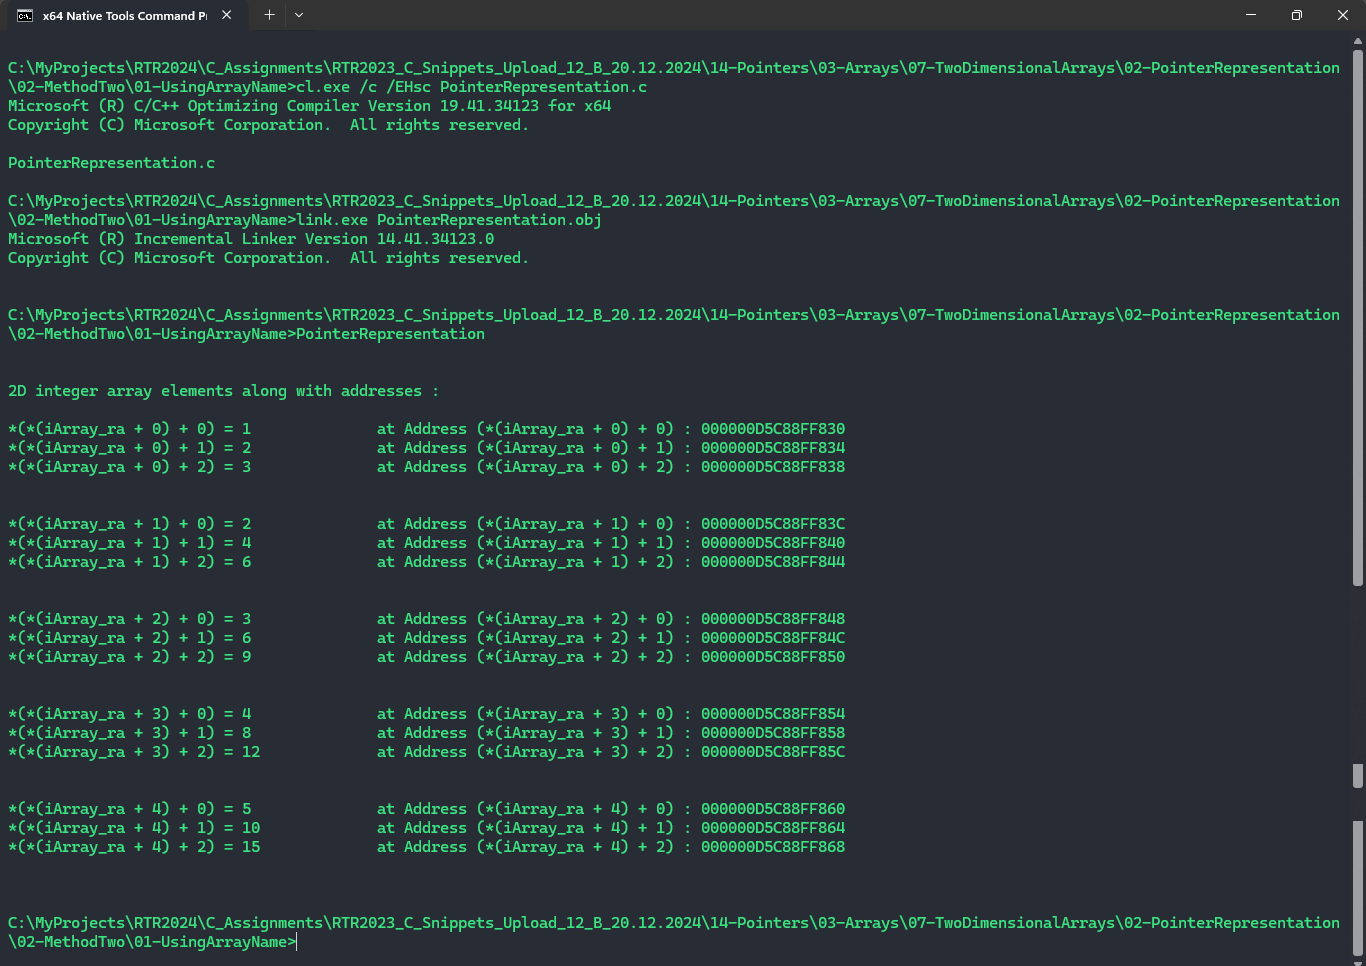 x64 Native Tools Command Pr
C:\MyProjects\RTR2024\C_Assignments\RTR2023_C_Snippets_Upload_12_B_20.12.2024\14-Pointers\03-Arrays\07-TwoDimensionalArrays\02-PointerRepresentation
\02-MethodTwo\01-UsingArrayName>cl.exe /c /EHsc PointerRepresentation.c
Microsoft (R) C/C++ Optimizing Compiler Version 19.41.34123 for x64
Copyright (C) Microsoft Corporation.  All rights reserved.
PointerRepresentation.c
C:\MyProjects\RTR2024\C_Assignments\RTR2023_C_Snippets_Upload_12_B_20.12.2024\14-Pointers\03-Arrays\07-TwoDimensionalArrays\02-PointerRepresentation
\02-MethodTwo\01-UsingArrayName>link.exe PointerRepresentation.obj
Microsoft (R) Incremental Linker Version 14.41.34123.0
Copyright (C) Microsoft Corporation.  All rights reserved.
C:\MyProjects\RTR2024\C_Assignments\RTR2023_C_Snippets_Upload_12_B_20.12.2024\14-Pointers\03-Arrays\07-TwoDimensionalArrays\02-PointerRepresentation
\02-MethodTwo\01-UsingArrayName>PointerRepresentation
2D integer array elements along with addresses :
*(*(iArray_ra + 0) + 0) = 1              at Address (*(iArray_ra + 0) + 0) : 000000D5C88FF830
*(*(iArray_ra + 0) + 1) = 2              at Address (*(iArray_ra + 0) + 1) : 000000D5C88FF834
*(*(iArray_ra + 0) + 2) = 3              at Address (*(iArray_ra + 0) + 2) : 000000D5C88FF838
*(*(iArray_ra + 1) + 0) = 2              at Address (*(iArray_ra + 1) + 0) : 000000D5C88FF83C
*(*(iArray_ra + 1) + 1) = 4              at Address (*(iArray_ra + 1) + 1) : 000000D5C88FF840
*(*(iArray_ra + 1) + 2) = 6              at Address (*(iArray_ra + 1) + 2) : 000000D5C88FF844
*(*(iArray_ra + 2) + 0) = 3              at Address (*(iArray_ra + 2) + 0) : 000000D5C88FF848
*(*(iArray_ra + 2) + 1) = 6              at Address (*(iArray_ra + 2) + 1) : 000000D5C88FF84C
*(*(iArray_ra + 2) + 2) = 9              at Address (*(iArray_ra + 2) + 2) : 000000D5C88FF850
*(*(iArray_ra + 3) + 0) = 4              at Address (*(iArray_ra + 3) + 0) : 000000D5C88FF854
*(*(iArray_ra + 3) + 1) = 8              at Address (*(iArray_ra + 3) + 1) : 000000D5C88FF858
*(*(iArray_ra + 3) + 2) = 12             at Address (*(iArray_ra + 3) + 2) : 000000D5C88FF85C
*(*(iArray_ra + 4) + 0) = 5              at Address (*(iArray_ra + 4) + 0) : 000000D5C88FF860
*(*(iArray_ra + 4) + 1) = 10             at Address (*(iArray_ra + 4) + 1) : 000000D5C88FF864
*(*(iArray_ra + 4) + 2) = 15             at Address (*(iArray_ra + 4) + 2) : 000000D5C88FF868
C:\MyProjects\RTR2024\C_Assignments\RTR2023_C_Snippets_Upload_12_B_20.12.2024\14-Pointers\03-Arrays\07-TwoDimensionalArrays\02-PointerRepresentation
\02-MethodTwo\01-UsingArrayName>